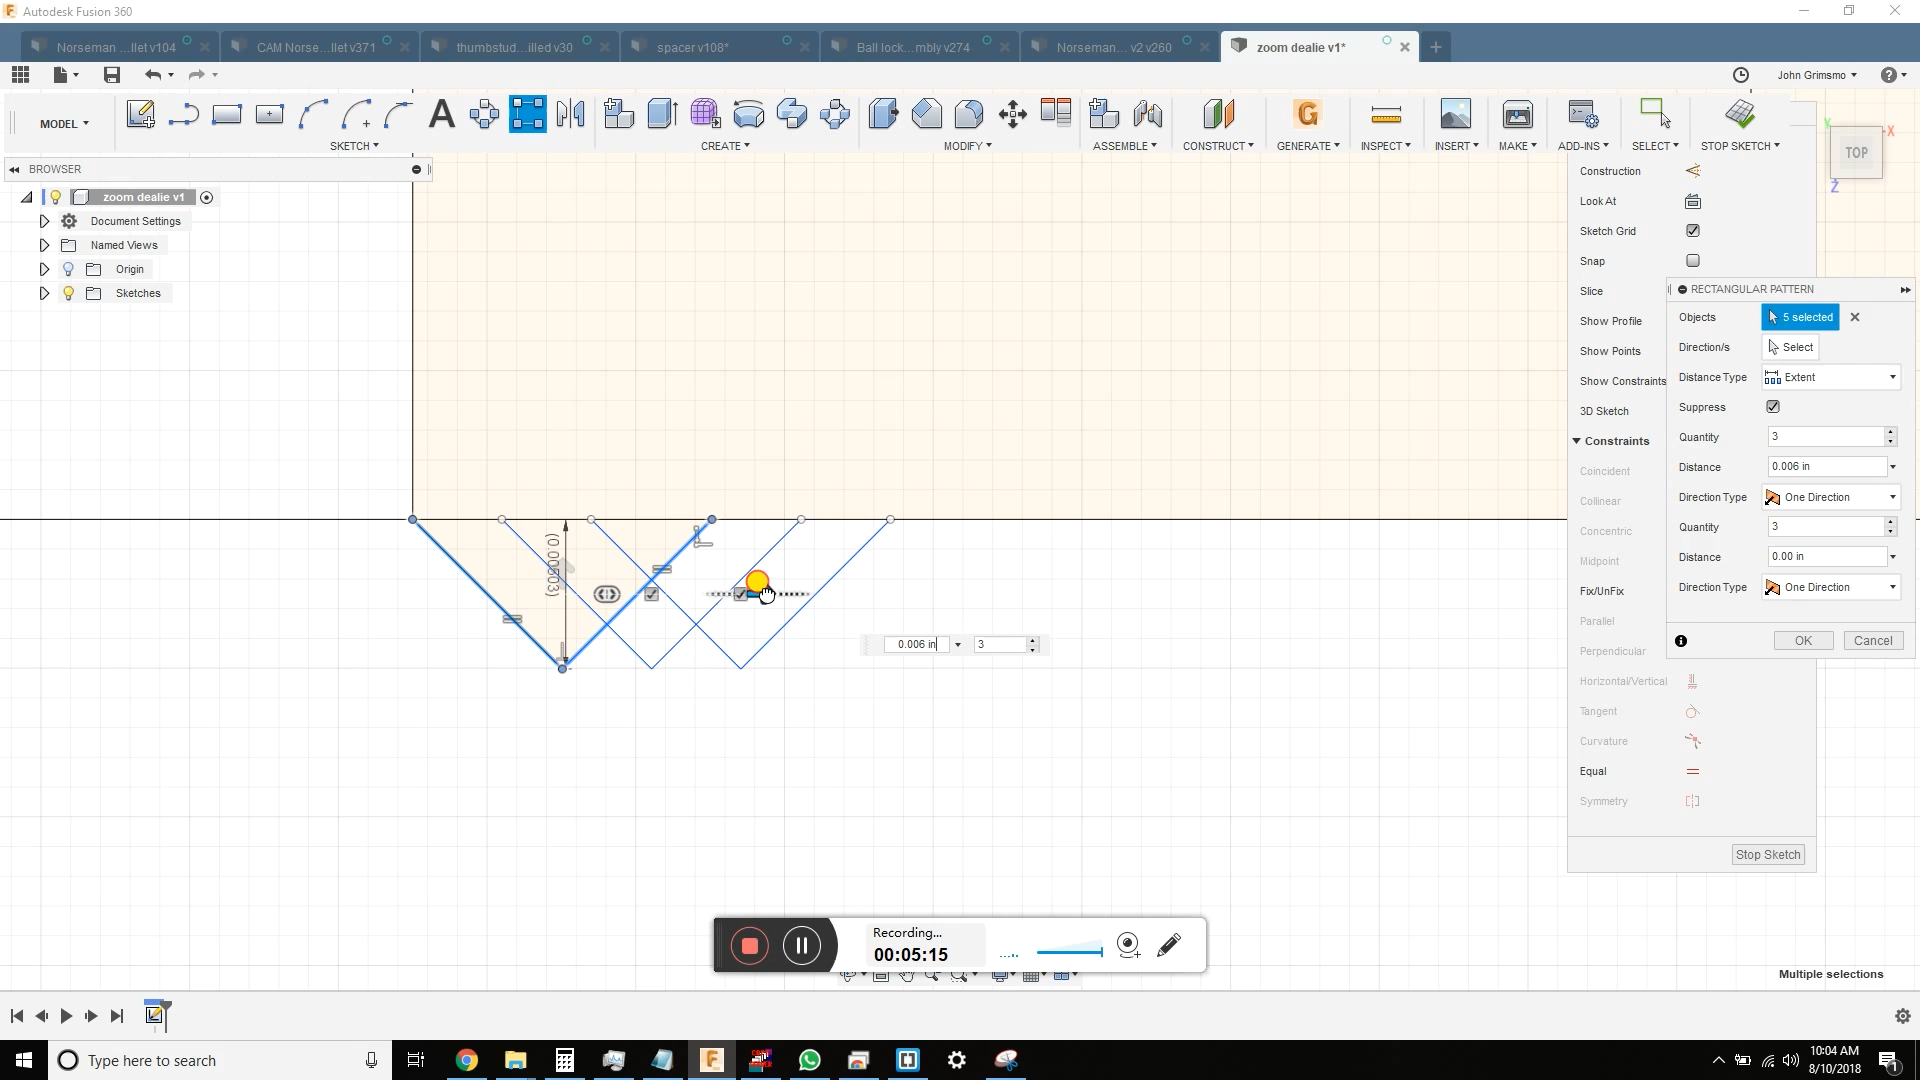 Autodesk Fusion 360
Norseman ...llet v104
CAM Norse...llet v371
thumbstud...illed v30
spacer v108*
Ball lock...mbly v274
Norseman... v2 v260
zoom dealie v1*
John Grimsmo
MODEL
SKETCH
CREATE
MODIFY
ASSEMBLE
CONSTRUCT
GENERATE
INSPECT
INSERT
MAKE
ADD-INS
SELECT
STOP SKETCH
TOP
X
Y
Z
BROWSER
zoom dealie v1
Document Settings
Named Views
Origin
Sketches
Construction
Look At
Sketch Grid
Snap
Slice
Show Profile
Show Points
Show Constraints
3D Sketch
Constraints
Coincident
Collinear
Concentric
Midpoint
Fix/UnFix
Parallel
Perpendicular
Horizontal/Vertical
Tangent
Curvature
Equal
Symmetry
Stop Sketch
RECTANGULAR PATTERN
Objects 5 selected
Direction/s Select
Distance Type Extent
Suppress
Quantity 3
Distance 0.006 in
Direction Type One Direction
Quantity 3
Distance 0.00 in
Direction Type One Direction
OK Cancel
(0.00503)
0.006 in 3
Recording...
00:05:15
Multiple selections
Type here to search
10:04 AM
8/10/2018
1